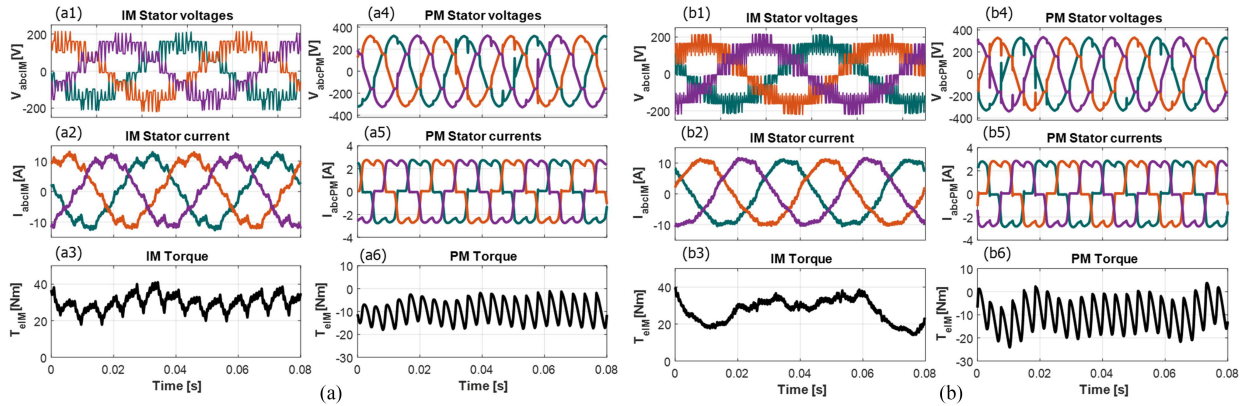 (a1) IM Stator voltages
V_abcIM[V]
200
0
-200
(a2) IM Stator current
I_abcIM[A]
10
0
-10
(a3) IM Torque
T_eIM[Nm]
40
20
0
0 0.02 0.04 0.06 0.08
Time [s]
(a4) PM Stator voltages
V_abcPM[V]
400
200
0
-200
-400
(a5) PM Stator currents
I_abcPM[A]
4
2
0
-2
-4
(a6) PM Torque
T_eIM[Nm]
10
0
-10
-20
-30
0 0.02 0.04 0.06 0.08
Time [s]
(a)
(b1) IM Stator voltages
V_abcIM[V]
200
0
-200
(b2) IM Stator current
I_abcIM[A]
10
0
-10
(b3) IM Torque
T_eIM[Nm]
40
20
0
0 0.02 0.04 0.06 0.08
Time [s]
(b4) PM Stator voltages
V_abcPM[V]
400
200
0
-200
-400
(b5) PM Stator currents
I_abcPM[A]
4
2
0
-2
-4
(b6) PM Torque
T_eIM[Nm]
10
0
-10
-20
-30
0 0.02 0.04 0.06 0.08
Time [s]
(b)